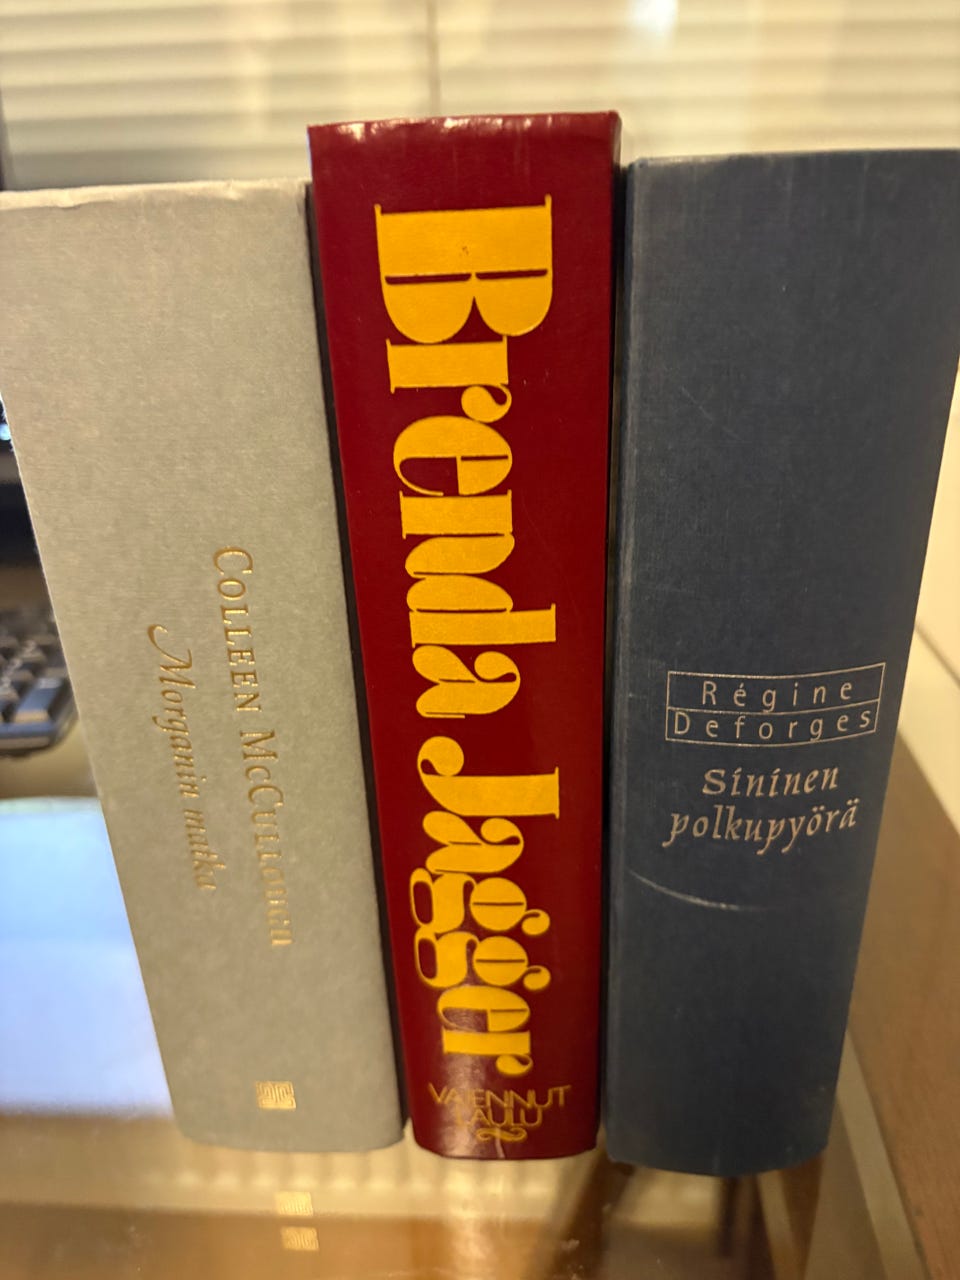 COLLEEN MCCULLOUGH
Morganin matka
Brenda Jagger
VAIENNUT
LAULU
Régine
Deforges
Sininen
polkupyörä